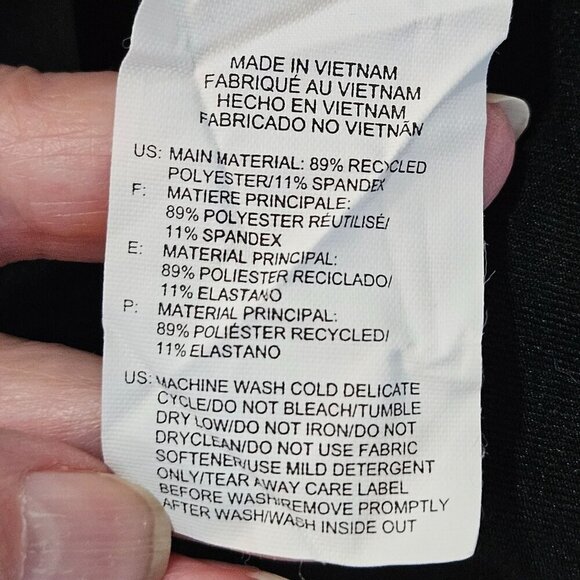 MADE IN VIETNAM
FABRIQUÉ AU VIETNAM
HECHO EN VIETNAM
FABRICADO NO VIETNÃN
US: MAIN MATERIAL: 89% RECYCLED
POLYESTER/11% SPANDEX
F: MATIERE PRINCIPALE:
89% POLYESTER RÉUTILISÉ/
11% SPANDEX
E: MATERIAL PRINCIPAL:
89% POLIESTER RECICLADO/
11% ELASTANO
P: MATERIAL PRINCIPAL:
89% POLIÉSTER RECYCLED/
11% ELASTANO
US: MACHINE WASH COLD DELICATE
CYCLE/DO NOT BLEACH/TUMBLE
DRY LOW/DO NOT IRON/DO NOT
DRYCLEAN/DO NOT USE FABRIC
SOFTENER/USE MILD DETERGENT
ONLY/TEAR AWAY CARE LABEL
BEFORE WASH/REMOVE PROMPTLY
AFTER WASH/WASH INSIDE OUT